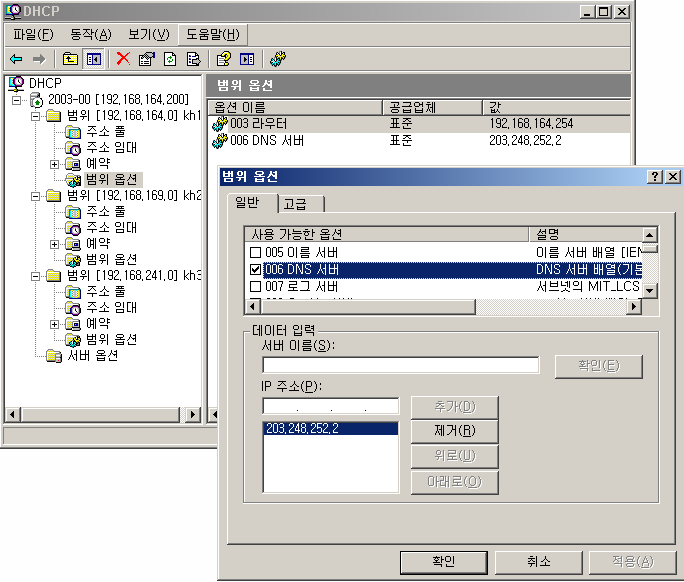 DHCP
파일(F) 동작(A) 보기(V) 도움말(H)
DHCP
2003-00 [192,168,164,200]
범위 [192,168,164,0] kh1
주소 풀
주소 임대
예약
범위 옵션
범위 [192,168,169,0] kh2
주소 풀
주소 임대
예약
범위 옵션
범위 [192,168,241,0] kh3
주소 풀
주소 임대
예약
범위 옵션
서버 옵션
범위 옵션
옵션 이름 공급업체 값
003 라우터 표준 192,168,164,254
006 DNS 서버 표준 203,248,252,2
범위 옵션
일반 고급
사용 가능한 옵션 설명
005 이름 서버 이름 서버 배열 [IEN
006 DNS 서버 DNS 서버 배열(기본
007 로그 서버 서브넷의 MIT_LCS
데이터 입력
서버 이름(S):
확인(E)
IP 주소(P):
. . .
추가(D)
203,248,252,2
제거(R)
위로(U)
아래로(O)
확인 취소 적용(A)